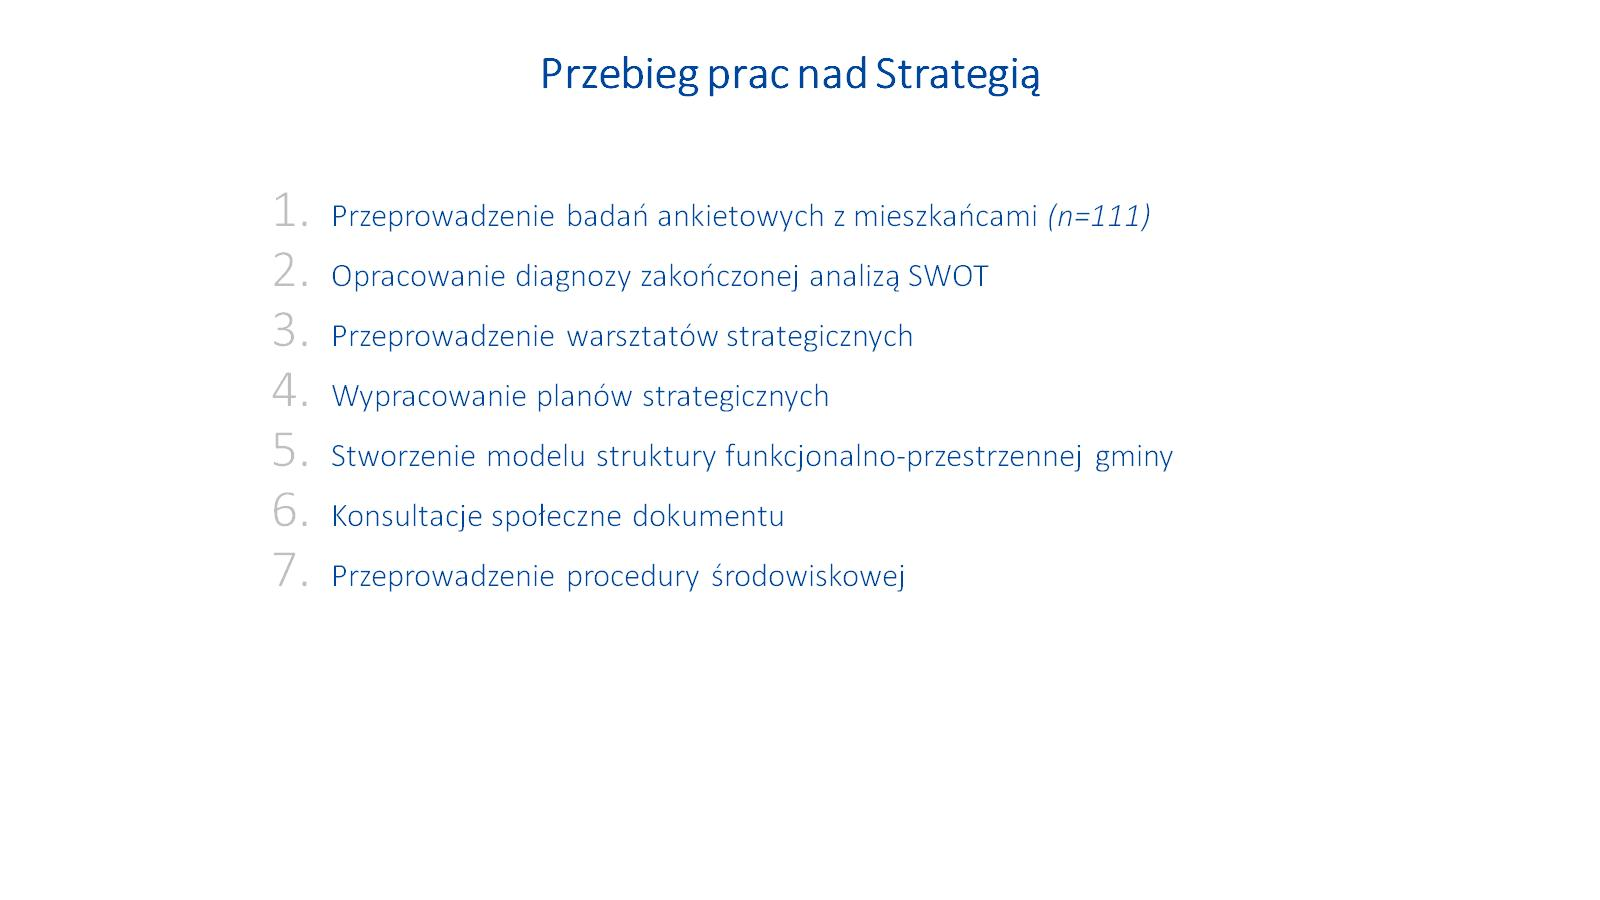 Przebieg prac nad Strategią
1. Przeprowadzenie badań ankietowych z mieszkańcami (n=111)
2. Opracowanie diagnozy zakończonej analizą SWOT
3. Przeprowadzenie warsztatów strategicznych
4. Wypracowanie planów strategicznych
5. Stworzenie modelu struktury funkcjonalno-przestrzennej gminy
6. Konsultacje społeczne dokumentu
7. Przeprowadzenie procedury środowiskowej